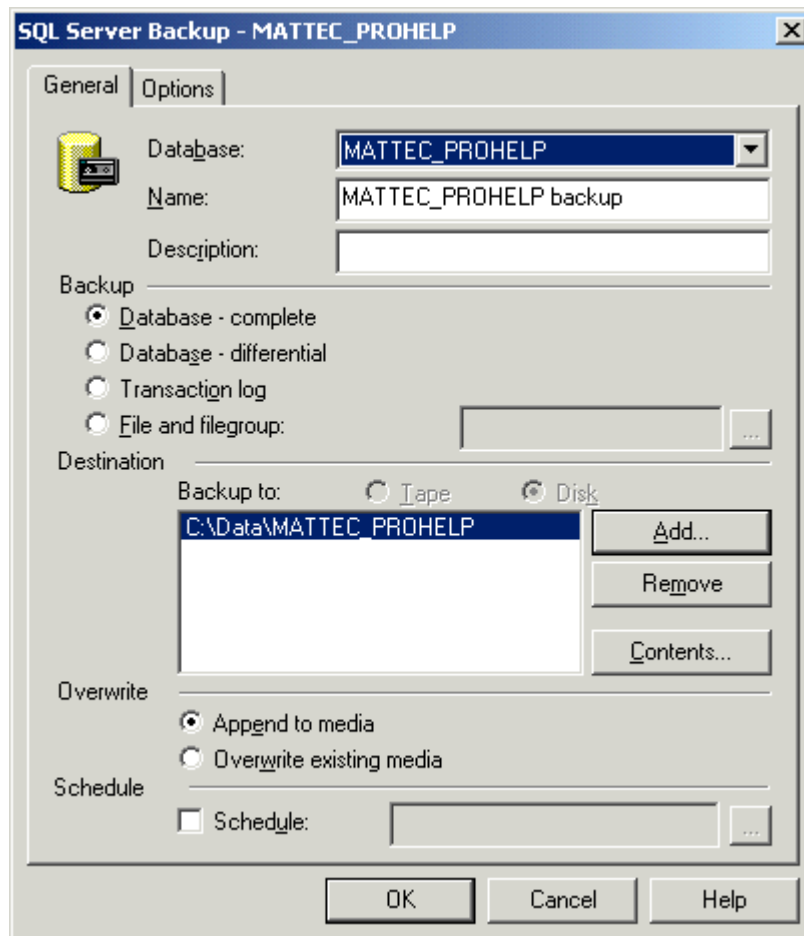 SQL Server Backup - MATTEC_PROHELP
General Options
Database: MATTEC_PROHELP
Name: MATTEC_PROHELP backup
Description:
Backup
Database - complete
Database - differential
Transaction log
File and filegroup: ...
Destination
Backup to: Tape Disk
C:\Data\MATTEC_PROHELP
Add...
Remove
Contents...
Overwrite
Append to media
Overwrite existing media
Schedule
Schedule: ...
OK Cancel Help